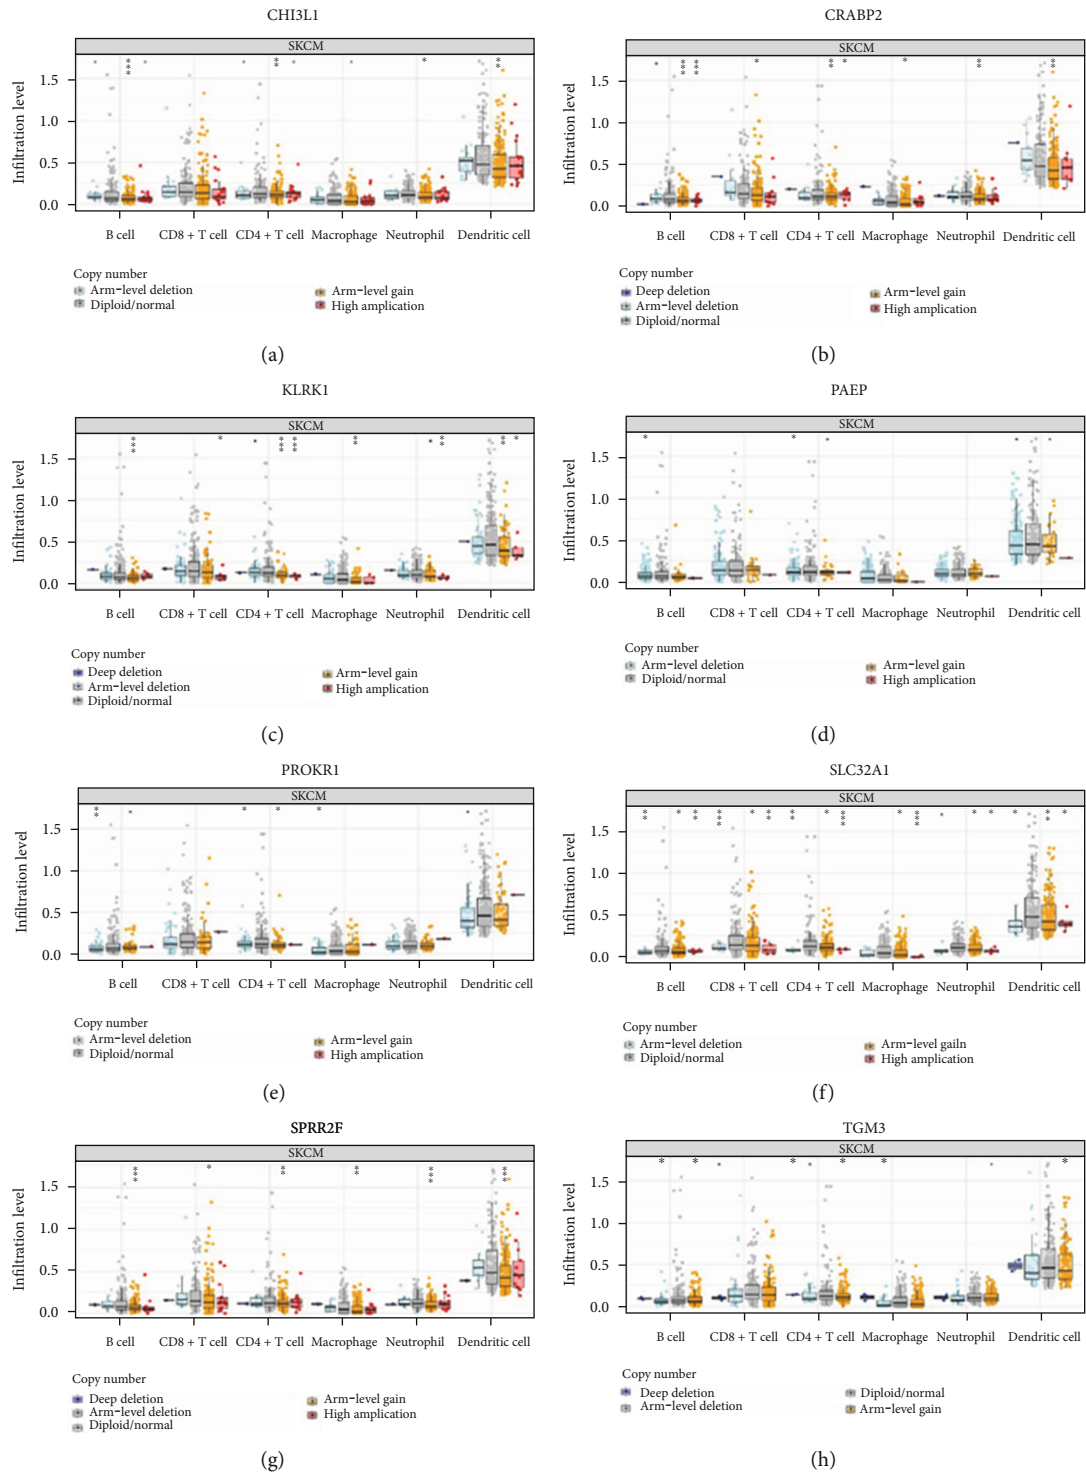 CHI3L1
SKCM
Infiltration level
1.5
1.0
0.5
0.0
B cell CD8 + T cell CD4 + T cell Macrophage Neutrophil Dendritic cell
Copy number
Arm-level deletion Arm-level gain
Diploid/normal High amplication
(a)
CRABP2
SKCM
Infiltration level
1.5
1.0
0.5
0.0
B cell CD8 + T cell CD4 + T cell Macrophage Neutrophil Dendritic cell
Copy number
Deep deletion Arm-level gain
Arm-level deletion High amplication
Diploid/normal
(b)
KLRK1
SKCM
Infiltration level
1.5
1.0
0.5
0.0
B cell CD8 + T cell CD4 + T cell Macrophage Neutrophil Dendritic cell
Copy number
Deep deletion Arm-level gain
Arm-level deletion High amplication
Diploid/normal
(c)
PAEP
SKCM
Infiltration level
1.5
1.0
0.5
0.0
B cell CD8 + T cell CD4 + T cell Macrophage Neutrophil Dendritic cell
Copy number
Arm-level deletion Arm-level gain
Diploid/normal High amplication
(d)
PROKR1
SKCM
Infiltration level
1.5
1.0
0.5
0.0
B cell CD8 + T cell CD4 + T cell Macrophage Neutrophil Dendritic cell
Copy number
Arm-level deletion Arm-level gain
Diploid/normal High amplication
(e)
SLC32A1
SKCM
Infiltration level
1.5
1.0
0.5
0.0
B cell CD8 + T cell CD4 + T cell Macrophage Neutrophil Dendritic cell
Copy number
Arm-level deletion Arm-level gailn
Diploid/normal High amplication
(f)
SPRR2F
SKCM
Infiltration level
1.5
1.0
0.5
0.0
B cell CD8 + T cell CD4 + T cell Macrophage Neutrophil Dendritic cell
Copy number
Deep deletion Arm-level gain
Arm-level deletion High amplication
Diploid/normal
(g)
TGM3
SKCM
Infiltration level
1.5
1.0
0.5
0.0
B cell CD8 + T cell CD4 + T cell Macrophage Neutrophil Dendritic cell
Copy number
Deep deletion Diploid/normal
Arm-level deletion Arm-level gain
(h)